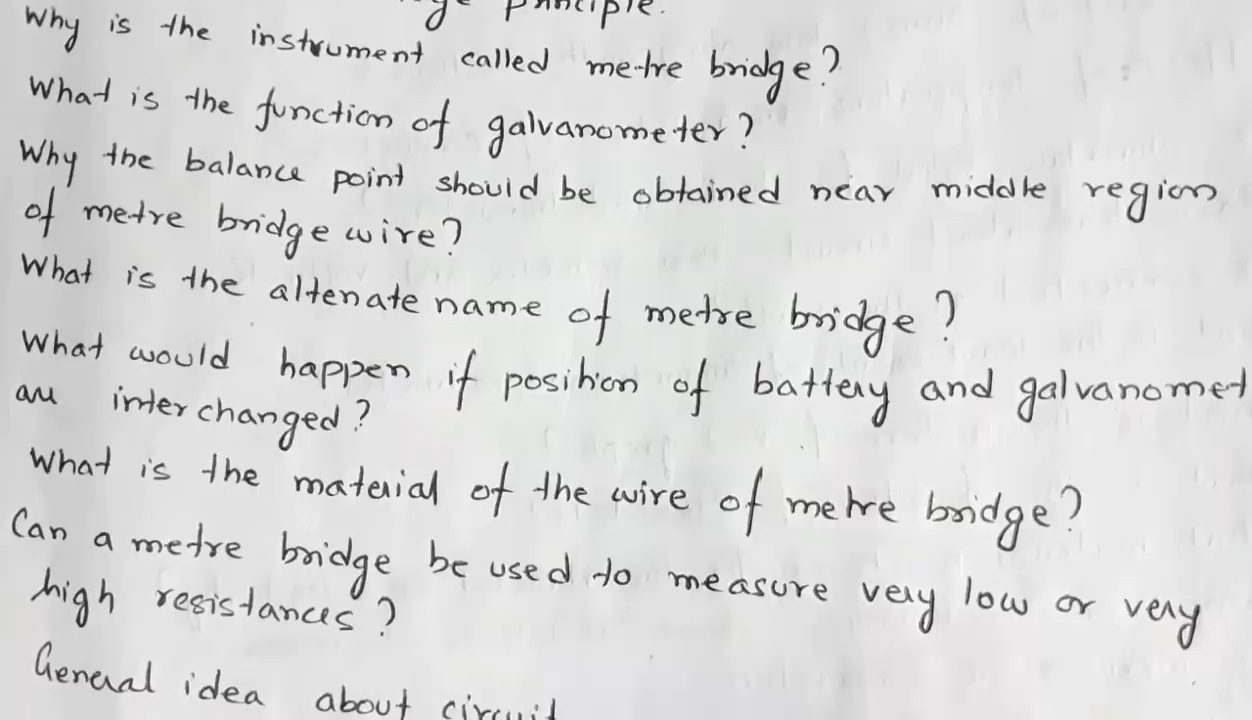 principle.
Why is the instrument called metre bridge?
What is the function of galvanometer?
Why the balance point should be obtained near middle region
of metre bridge wire?
What is the altenate name of metre bridge?
What would happen if position of battery and galvanomet
are interchanged?
What is the material of the wire of metre bridge?
Can a metre bridge be used to measure very low or very
high resistances?
General idea about circuit